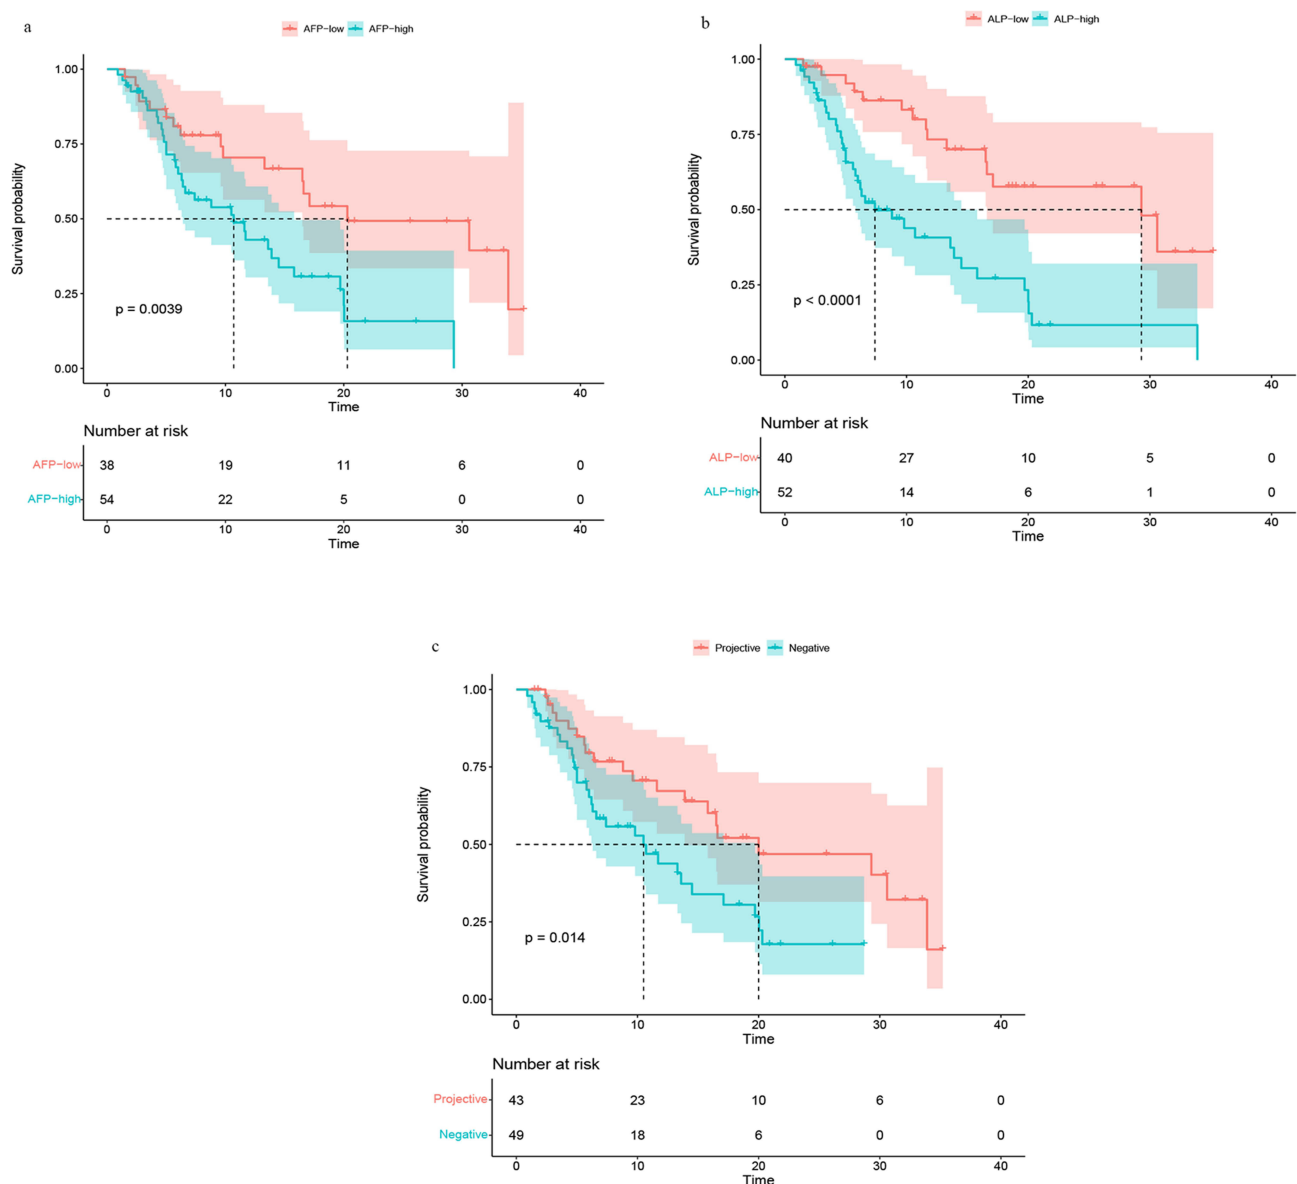 a
AFP-low AFP-high
Survival probability
1.00
0.75
0.50
0.25
0.00
p = 0.0039
0 10 20 30 40
Time
Number at risk
AFP-low 38 19 11 6 0
AFP-high 54 22 5 0 0
0 10 20 30 40
Time
b
ALP-low ALP-high
Survival probability
1.00
0.75
0.50
0.25
0.00
p < 0.0001
0 10 20 30 40
Time
Number at risk
ALP-low 40 27 10 5 0
ALP-high 52 14 6 1 0
0 10 20 30 40
Time
c
Projective Negative
Survival probability
1.00
0.75
0.50
0.25
0.00
p = 0.014
0 10 20 30 40
Time
Number at risk
Projective 43 23 10 6 0
Negative 49 18 6 0 0
0 10 20 30 40
Time